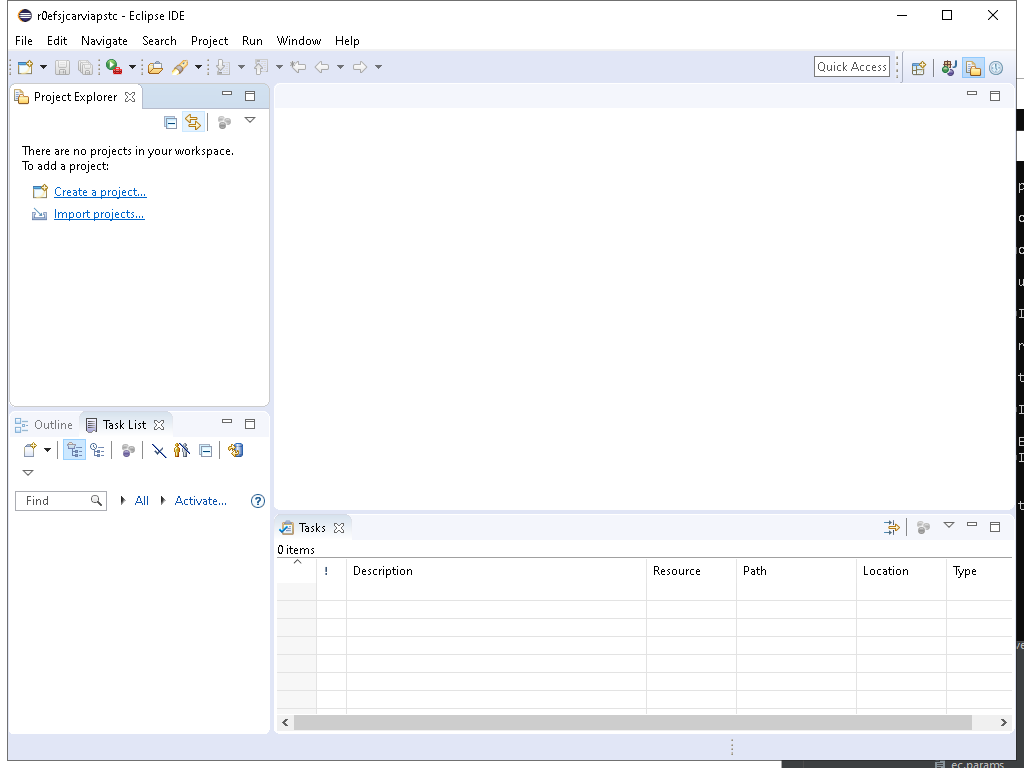 r0efsjcarviapstc - Eclipse IDE
File Edit Navigate Search Project Run Window Help
Quick Access
Project Explorer
There are no projects in your workspace.
To add a project:
Create a project...
Import projects...
Outline Task List
Find All Activate...
Tasks
0 items
! Description Resource Path Location Type
ec.params